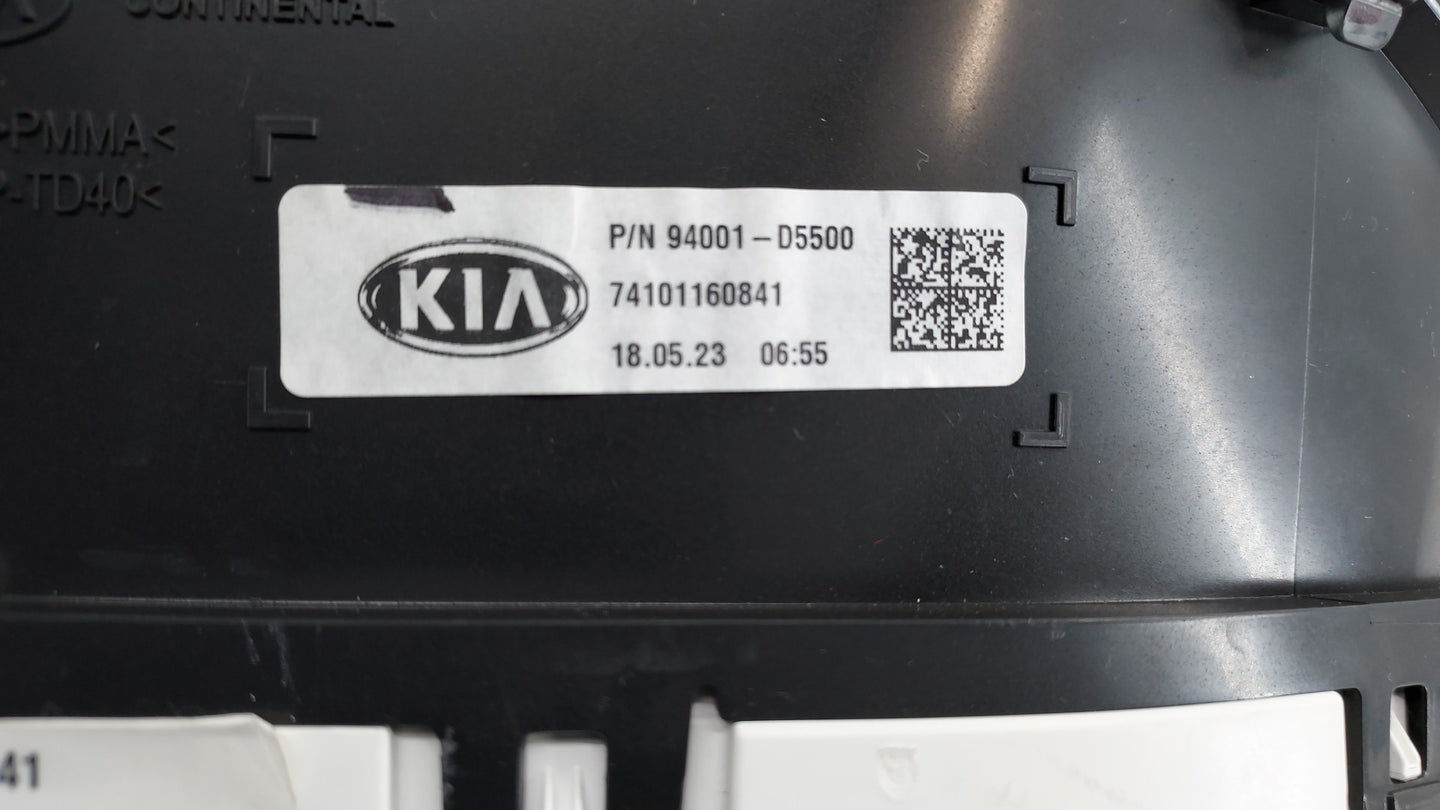 CONTINENTAL
>PMMA<
-TD40<
KIA
P/N 94001-D5500
74101160841
18.05.23 06:55
41